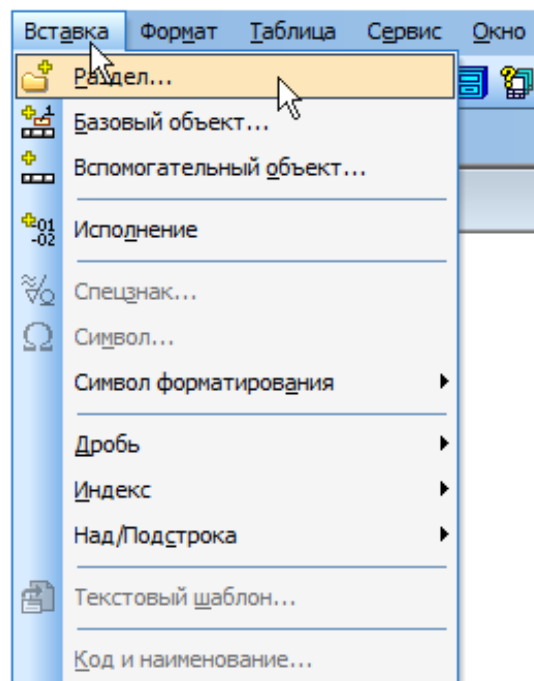 Вставка Формат Таблица Сервис Окно
Раздел...
Базовый объект...
Вспомогательный объект...
Исполнение
Спецзнак...
Символ...
Символ форматирования
Дробь
Индекс
Над/Подстрока
Текстовый шаблон...
Код и наименование...